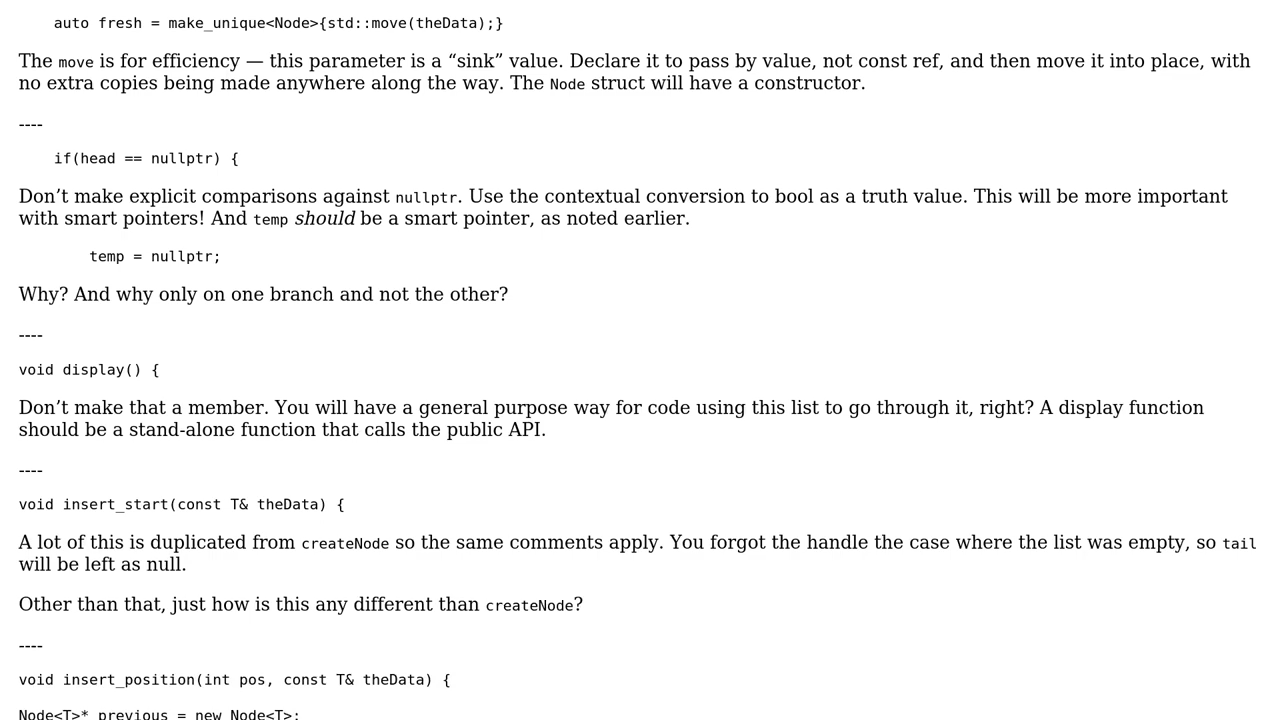 auto fresh = make_unique<Node>{std::move(theData);}
The move is for efficiency — this parameter is a “sink” value. Declare it to pass by value, not const ref, and then move it into place, with
no extra copies being made anywhere along the way. The Node struct will have a constructor.
----
if(head == nullptr) {
Don’t make explicit comparisons against nullptr. Use the contextual conversion to bool as a truth value. This will be more important
with smart pointers! And temp should be a smart pointer, as noted earlier.
temp = nullptr;
Why? And why only on one branch and not the other?
----
void display() {
Don’t make that a member. You will have a general purpose way for code using this list to go through it, right? A display function
should be a stand-alone function that calls the public API.
----
void insert_start(const T& theData) {
A lot of this is duplicated from createNode so the same comments apply. You forgot the handle the case where the list was empty, so tail
will be left as null.
Other than that, just how is this any different than createNode?
----
void insert_position(int pos, const T& theData) {
Node<T>* previous = new Node<T>;